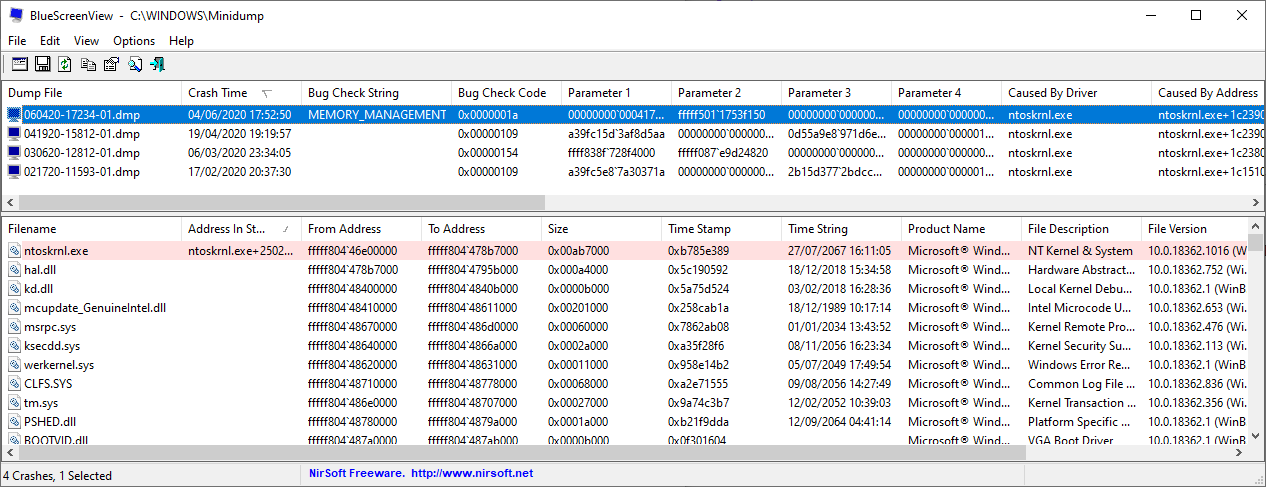 BlueScreenView - C:\WINDOWS\Minidump
File Edit View Options Help
Dump File Crash Time Bug Check String Bug Check Code Parameter 1 Parameter 2 Parameter 3 Parameter 4 Caused By Driver Caused By Address
060420-17234-01.dmp 04/06/2020 17:52:50 MEMORY_MANAGEMENT 0x0000001a 00000000`000417... fffff501`1753f150 00000000`000000... 00000000`000000... ntoskrnl.exe ntoskrnl.exe+1c2390
041920-15812-01.dmp 19/04/2020 19:19:57 0x00000109 a39fc15d`3af8d5aa 00000000`000000... 0d55a9e8`971d6e... 00000000`000001... ntoskrnl.exe ntoskrnl.exe+1c2390
030620-12812-01.dmp 06/03/2020 23:34:05 0x00000154 ffff838f`728f4000 fffff087`e9d24820 00000000`000000... 00000000`000000... ntoskrnl.exe ntoskrnl.exe+1c2380
021720-11593-01.dmp 17/02/2020 20:37:30 0x00000109 a39fc5e8`7a30371a 00000000`000000... 2b15d377`2bdcc... 00000000`000001... ntoskrnl.exe ntoskrnl.exe+1c1510
Filename Address In St... From Address To Address Size Time Stamp Time String Product Name File Description File Version
ntoskrnl.exe ntoskrnl.exe+2502... fffff804`46e00000 fffff804`478b7000 0x00ab7000 0xb785e389 27/07/2067 16:11:05 Microsoft® Wind... NT Kernel & System 10.0.18362.1016 (W
hal.dll fffff804`478b7000 fffff804`4795b000 0x000a4000 0x5c190592 18/12/2018 15:34:58 Microsoft® Wind... Hardware Abstract... 10.0.18362.752 (Wi.
kd.dll fffff804`48400000 fffff804`4840b000 0x0000b000 0x5a75d524 03/02/2018 16:28:36 Microsoft® Wind... Local Kernel Debu... 10.0.18362.1 (WinB
mcupdate_GenuineIntel.dll fffff804`48410000 fffff804`48611000 0x00201000 0x258cab1a 18/12/1989 10:17:14 Microsoft® Wind... Intel Microcode U... 10.0.18362.653 (Wi.
msrpc.sys fffff804`48670000 fffff804`486d0000 0x00060000 0x7862ab08 01/01/2034 13:43:52 Microsoft® Wind... Kernel Remote Pro... 10.0.18362.476 (Wi.
ksecdd.sys fffff804`48640000 fffff804`4866a000 0x0002a000 0xa35f28f6 08/11/2056 16:23:34 Microsoft® Wind... Kernel Security Su... 10.0.18362.113 (Wi.
werkernel.sys fffff804`48620000 fffff804`48631000 0x00011000 0x958e14b2 05/07/2049 17:49:54 Microsoft® Wind... Windows Error Re... 10.0.18362.1 (WinB
CLFS.SYS fffff804`48710000 fffff804`48778000 0x00068000 0xa2e71555 09/08/2056 14:27:49 Microsoft® Wind... Common Log File ... 10.0.18362.836 (Wi.
tm.sys fffff804`486e0000 fffff804`48707000 0x00027000 0x9a74c3b7 12/02/2052 10:39:03 Microsoft® Wind... Kernel Transaction ... 10.0.18362.356 (Wi.
PSHED.dll fffff804`48780000 fffff804`4879a000 0x0001a000 0xb21f9dda 12/09/2064 04:41:14 Microsoft® Wind... Platform Specific ... 10.0.18362.1 (WinB
BOOTVID.dll fffff804`487a0000 fffff804`487ab000 0x0000b000 0x0f301604 Microsoft® Wind... VGA Boot Driver 10.0.18362.1 (WinB
4 Crashes, 1 Selected NirSoft Freeware. http://www.nirsoft.net